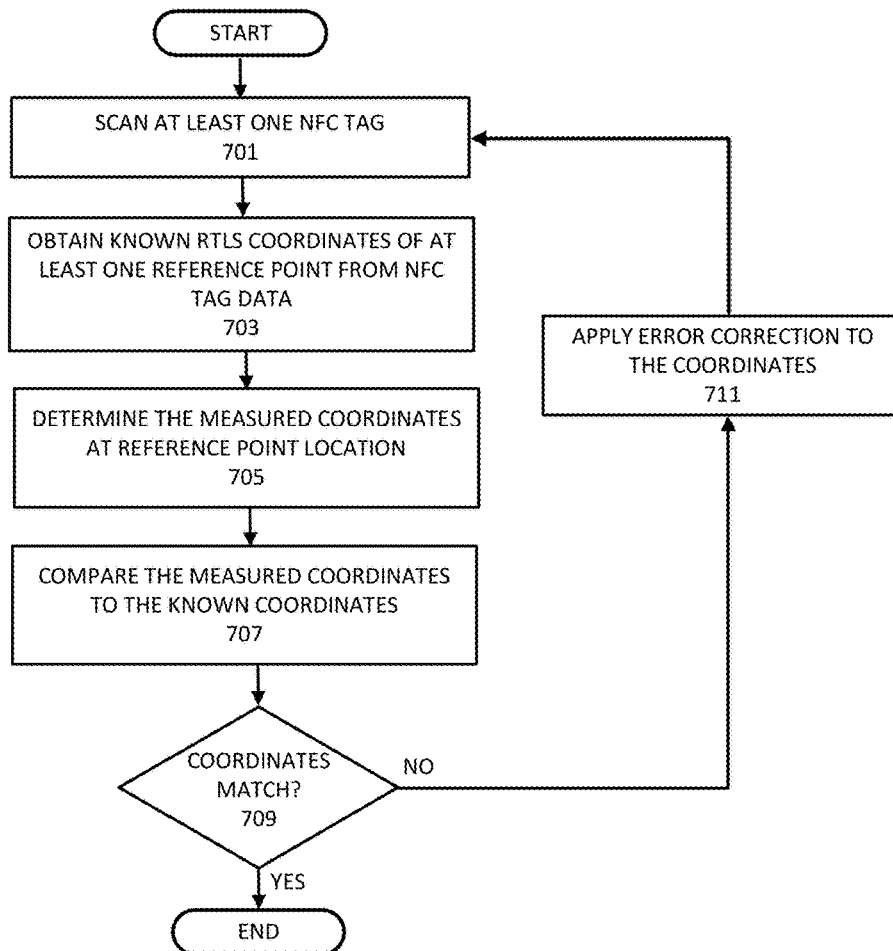 START
SCAN AT LEAST ONE NFC TAG
701
OBTAIN KNOWN RTLS COORDINATES OF AT
LEAST ONE REFERENCE POINT FROM NFC
TAG DATA
703
DETERMINE THE MEASURED COORDINATES
AT REFERENCE POINT LOCATION
705
COMPARE THE MEASURED COORDINATES
TO THE KNOWN COORDINATES
707
COORDINATES
MATCH?
709
NO
APPLY ERROR CORRECTION TO
THE COORDINATES
711
YES
END